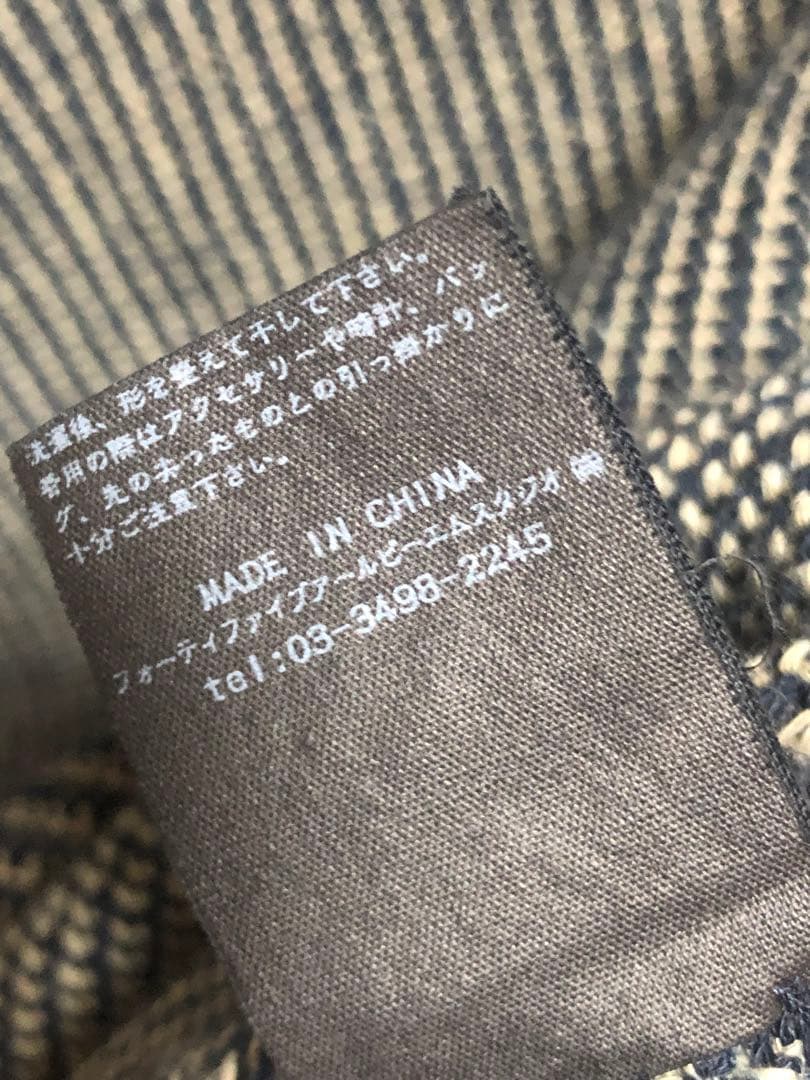 洗濯後、形を整えて干して下さい。
着用の際はアクセサリーや時計、バッ
グ、先の尖ったものとの引っ掛かりに
十分ご注意下さい。
MADE IN CHINA
フォーティファイブアールピーエムスタジオ㈱
tel:03-3498-2245